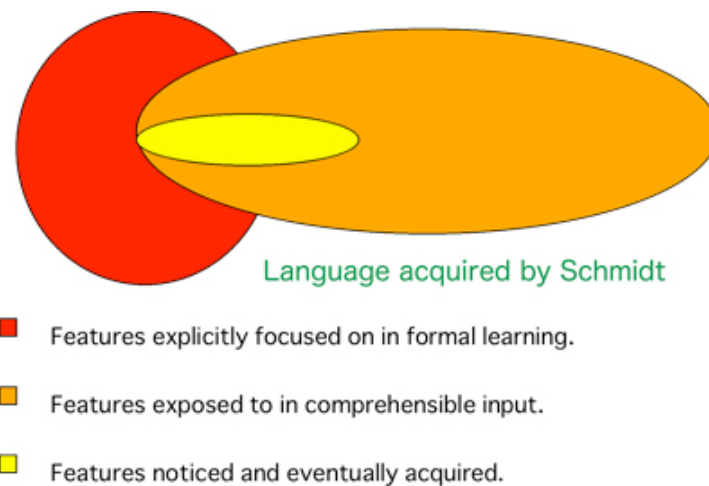 Language acquired by Schmidt
Features explicitly focused on in formal learning.
Features exposed to in comprehensible input.
Features noticed and eventually acquired.